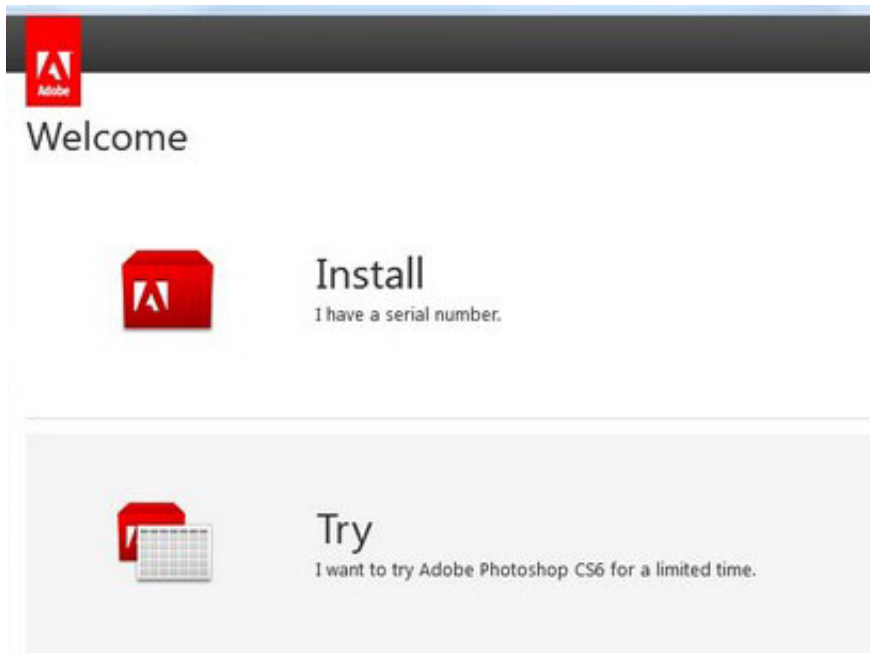 Adobe
Welcome
Install
I have a serial number.
Try
I want to try Adobe Photoshop CS6 for a limited time.